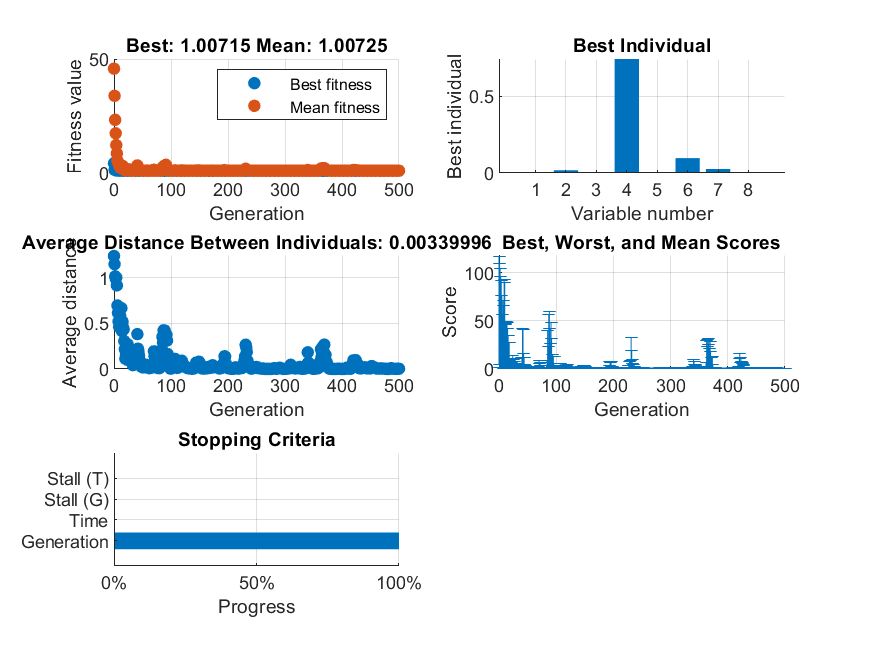 Best: 1.00715 Mean: 1.00725
Fitness value
50
0
Best fitness
Mean fitness
0 100 200 300 400 500
Generation
Best Individual
Best individual
0.5
0
1 2 3 4 5 6 7 8
Variable number
Average Distance Between Individuals: 0.00339996
Average distance
1
0.5
0
0 100 200 300 400 500
Generation
Best, Worst, and Mean Scores
Score
100
50
0
0 100 200 300 400 500
Generation
Stopping Criteria
Stall (T)
Stall (G)
Time
Generation
0% 50% 100%
Progress